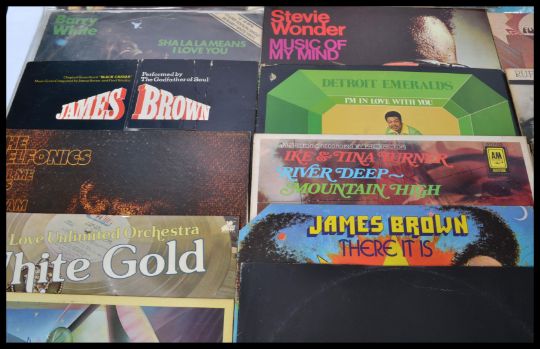 Barry White
SHA LA LA MEANS
I LOVE YOU
Stevie
Wonder
MUSIC OF
MY MIND
Performed by
The Godfather of Soul
JAMES BROWN
DETROIT EMERALDS
I'M IN LOVE WITH YOU
IKE & TINA TURNER
RIVER DEEP~
MOUNTAIN HIGH
A&M
THE
DELFONICS
JAMES BROWN
THERE IT IS
Love Unlimited Orchestra
White Gold